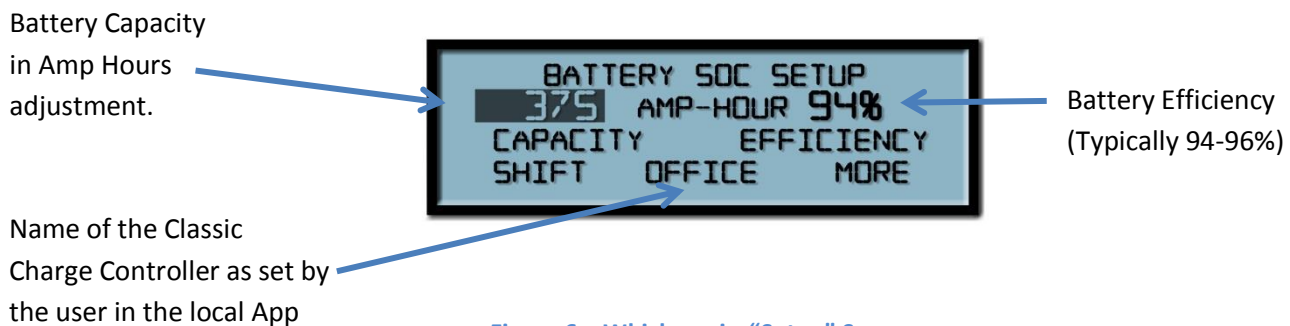 Battery Capacity
in Amp Hours
adjustment.
BATTERY SOC SETUP
375 AMP-HOUR 94%
CAPACITY EFFICIENCY
SHIFT OFFICE MORE
Battery Efficiency
(Typically 94-96%)
Name of the Classic
Charge Controller as set by
the user in the local App